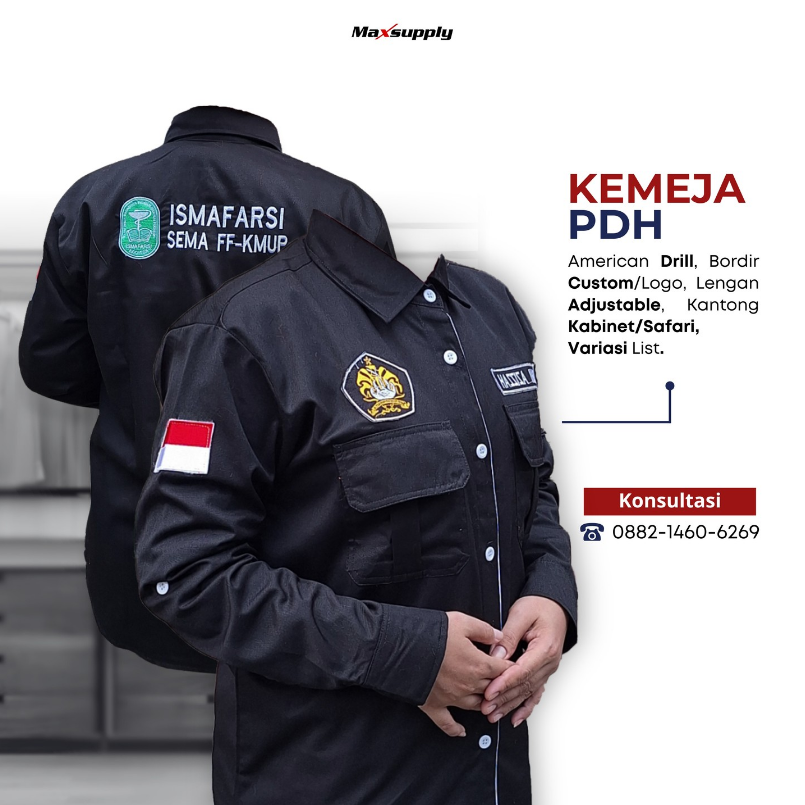 Maxsupply
KEMEJA
PDH
American Drill, Bordir
Custom/Logo, Lengan
Adjustable, Kantong
Kabinet/Safari,
Variasi List.
Konsultasi
0882-1460-6269
ISMAFARSI
SEMA FF-KMUP
ISMAFARSI